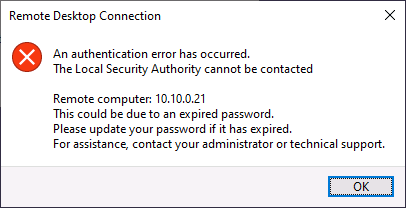 Remote Desktop Connection
An authentication error has occurred.
The Local Security Authority cannot be contacted
Remote computer: 10.10.0.21
This could be due to an expired password.
Please update your password if it has expired.
For assistance, contact your administrator or technical support.
OK